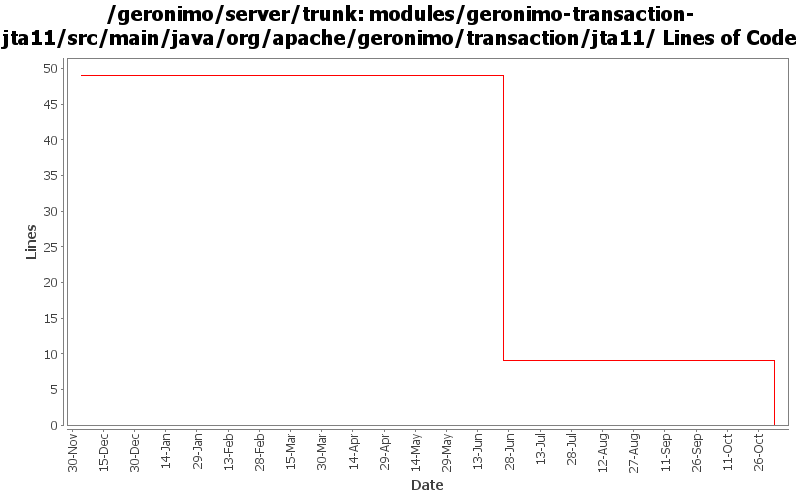 /geronimo/server/trunk: modules/geronimo-transaction-
jta11/src/main/java/org/apache/geronimo/transaction/jta11/ Lines of Code
50
45
40
35
30
25
20
15
10
5
0
Lines
30-Nov
15-Dec
30-Dec
14-Jan
29-Jan
13-Feb
28-Feb
15-Mar
30-Mar
14-Apr
29-Apr
14-May
29-May
13-Jun
28-Jun
13-Jul
28-Jul
12-Aug
27-Aug
11-Sep
26-Sep
11-Oct
26-Oct
Date